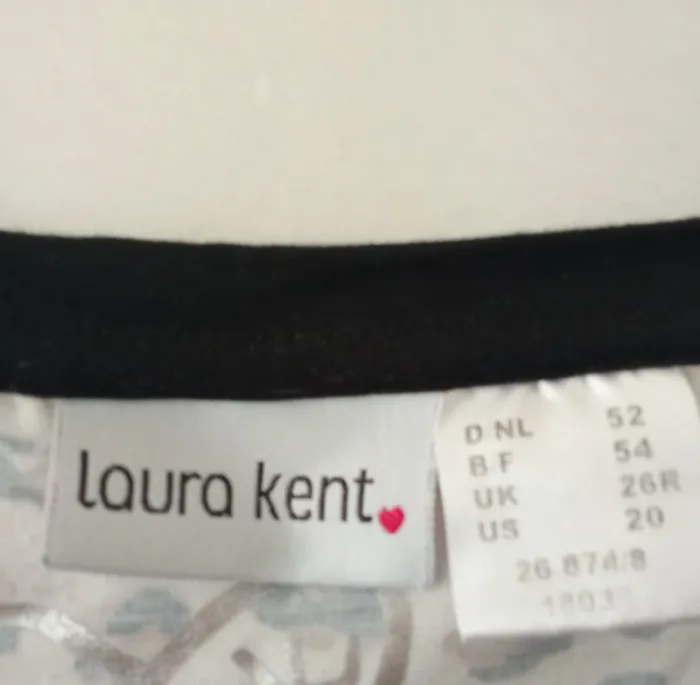 laura kent
D NL 52
B F 54
UK 26R
US 20
26 874/8